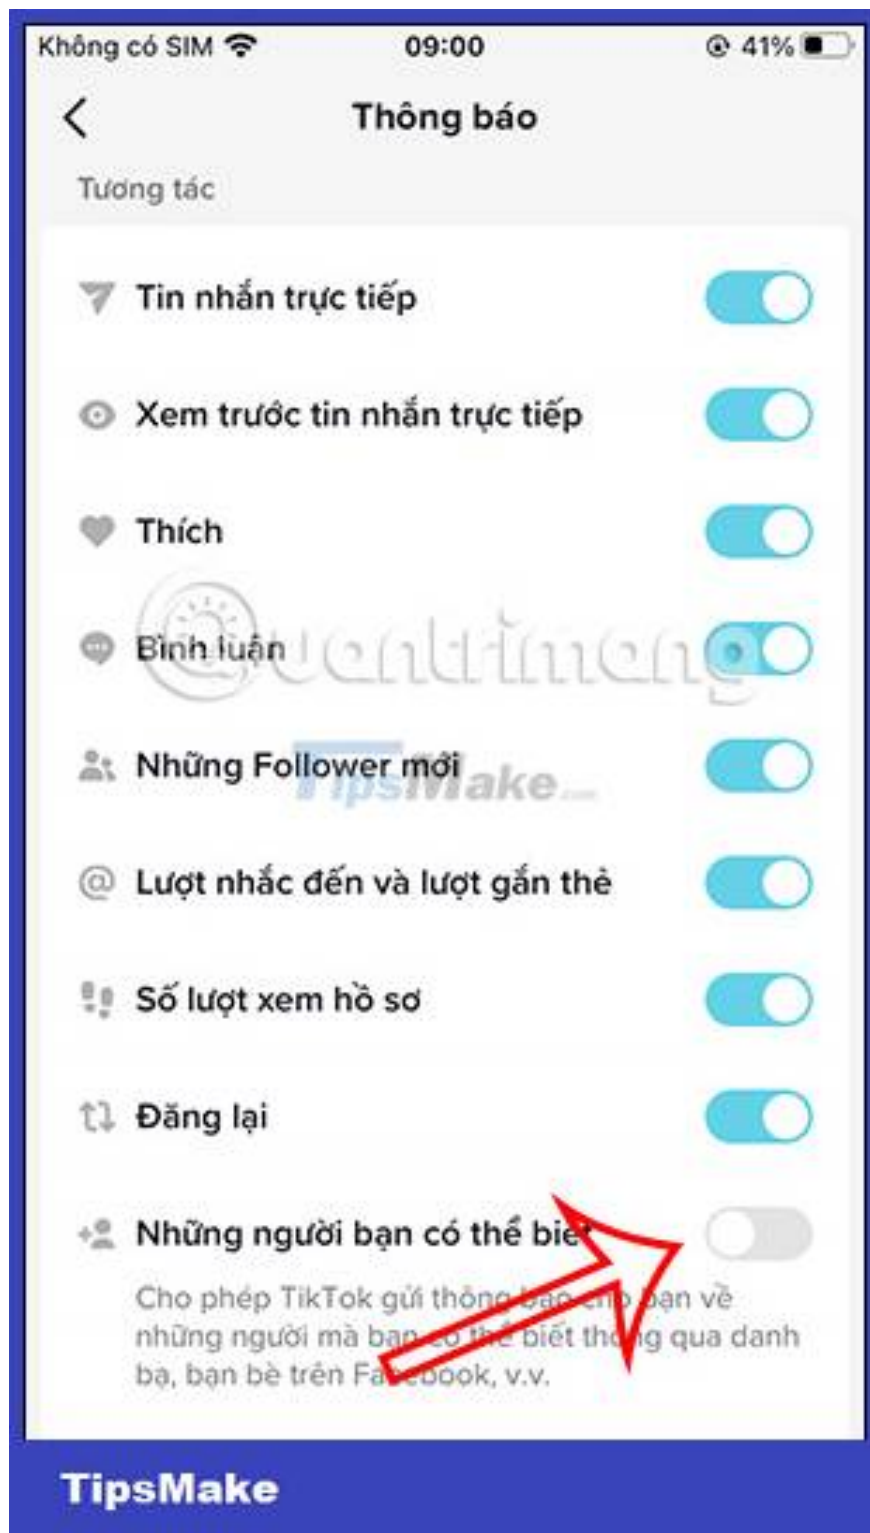 Không có SIM 09:00 41%
Thông báo
Tương tác
Tin nhắn trực tiếp
Xem trước tin nhắn trực tiếp
Thích
Bình luận
Quantrimang
Những Follower mới
TipsMake.com
@ Lượt nhắc đến và lượt gắn thẻ
Số lượt xem hồ sơ
Đăng lại
Những người bạn có thể biết
Cho phép TikTok gửi thông báo cho bạn về
những người mà bạn có thể biết thông qua danh
bạ, bạn bè trên Facebook, v.v.
TipsMake